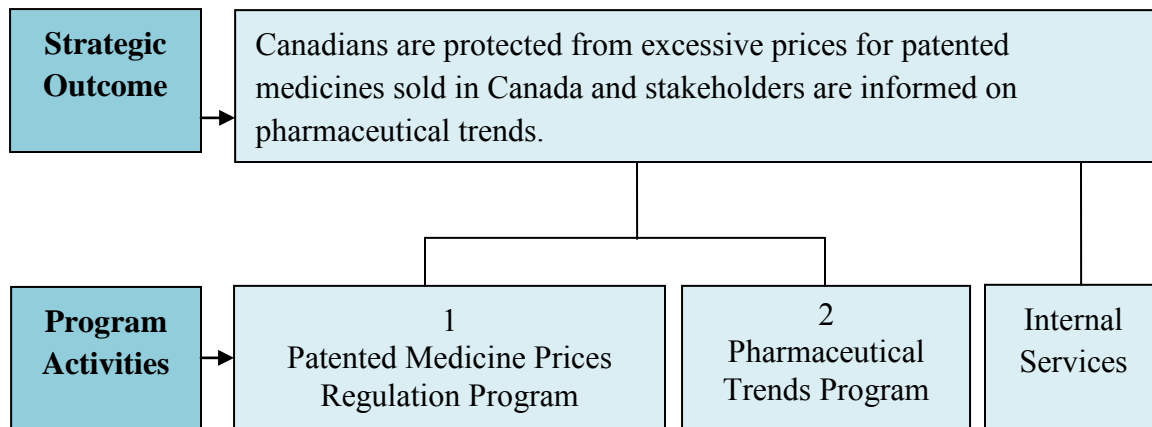 Strategic
Outcome
Canadians are protected from excessive prices for patented
medicines sold in Canada and stakeholders are informed on
pharmaceutical trends.
Program
Activities
1
Patented Medicine Prices
Regulation Program
2
Pharmaceutical
Trends Program
Internal
Services